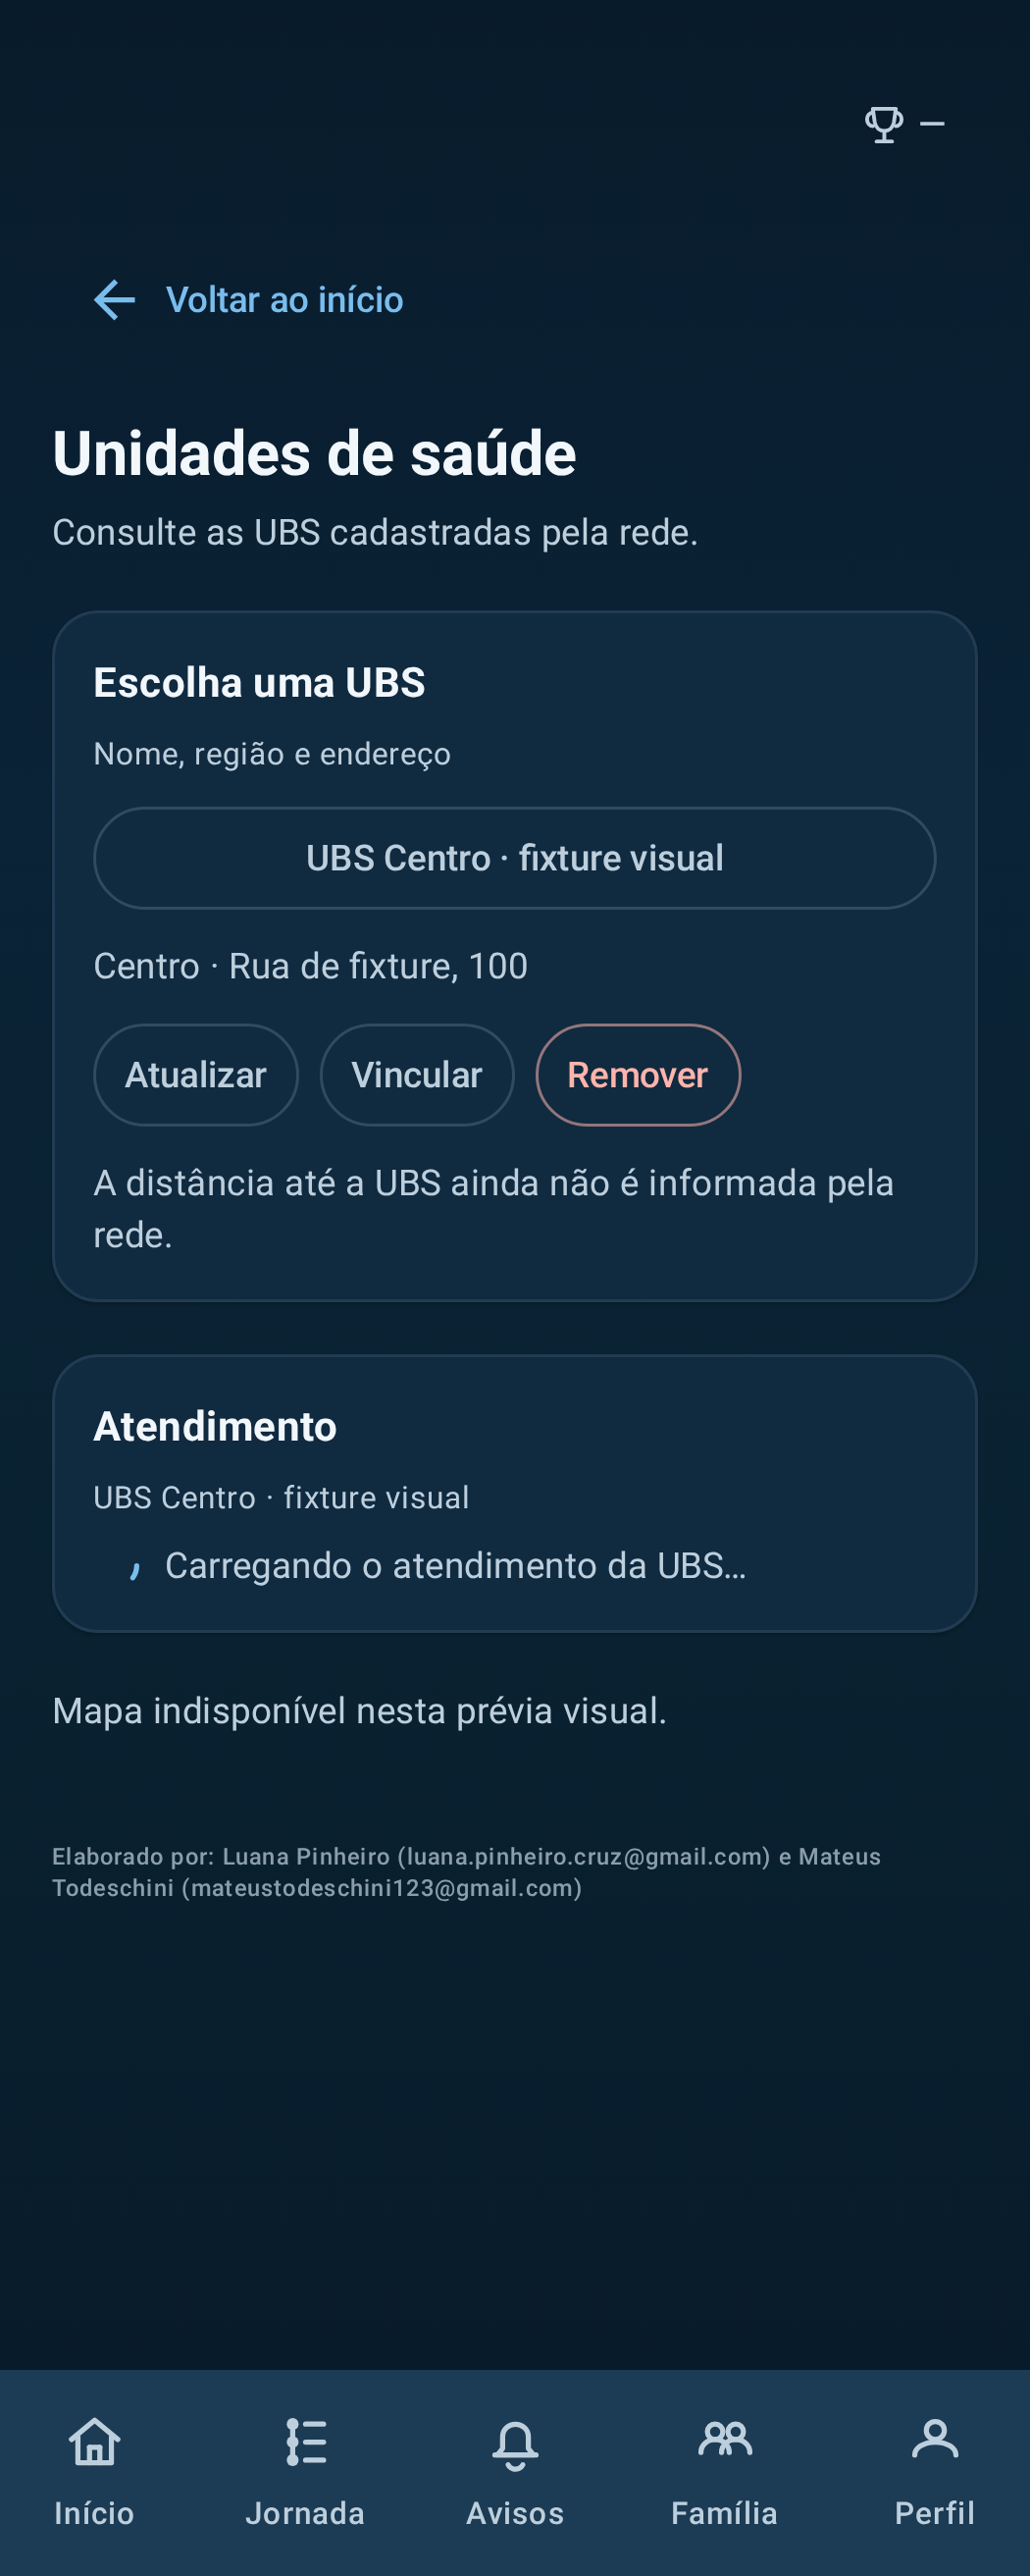 Voltar ao início
Unidades de saúde
Consulte as UBS cadastradas pela rede.
Escolha uma UBS
Nome, região e endereço
UBS Centro · fixture visual
Centro · Rua de fixture, 100
Atualizar
Vincular
Remover
A distância até a UBS ainda não é informada pela
rede.
Atendimento
UBS Centro · fixture visual
Carregando o atendimento da UBS...
Mapa indisponível nesta prévia visual.
Elaborado por: Luana Pinheiro (luana.pinheiro.cruz@gmail.com) e Mateus
Todeschini (mateustodeschini123@gmail.com)
Início
Jornada
Avisos
Família
Perfil